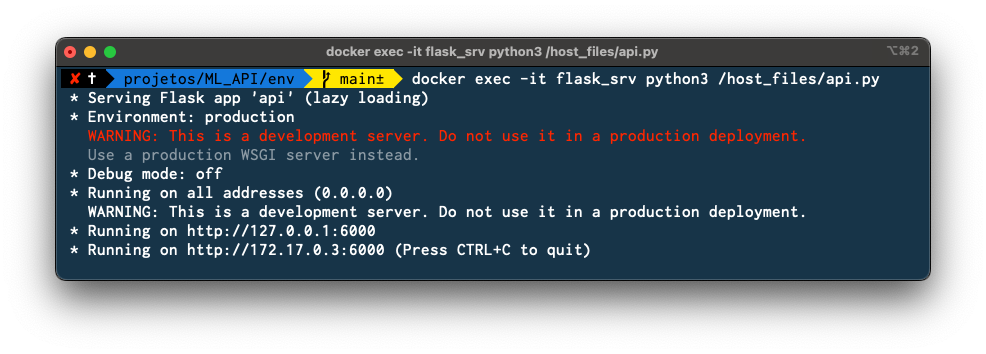 docker exec -it flask_srv python3 /host_files/api.py ⌥⌘2
✘ ✝ projetos/ML_API/env main± docker exec -it flask_srv python3 /host_files/api.py
* Serving Flask app 'api' (lazy loading)
* Environment: production
WARNING: This is a development server. Do not use it in a production deployment.
Use a production WSGI server instead.
* Debug mode: off
* Running on all addresses (0.0.0.0)
WARNING: This is a development server. Do not use it in a production deployment.
* Running on http://127.0.0.1:6000
* Running on http://172.17.0.3:6000 (Press CTRL+C to quit)